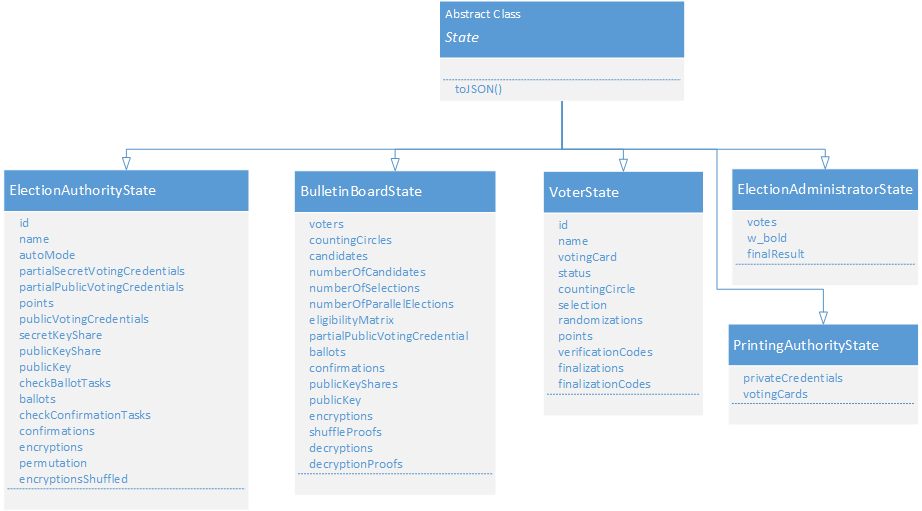 Abstract Class
State
toJSON()
ElectionAuthorityState
id
name
autoMode
partialSecretVotingCredentials
partialPublicVotingCredentials
points
publicVotingCredentials
secretKeyShare
publicKeyShare
publicKey
checkBallotTasks
ballots
checkConfirmationTasks
confirmations
encryptions
permutation
encryptionsShuffled
BulletinBoardState
voters
countingCircles
candidates
numberOfCandidates
numberOfSelections
numberOfParallelElections
eligibilityMatrix
partialPublicVotingCredential
ballots
confirmations
publicKeyShares
publicKey
encryptions
shuffleProofs
decryptions
decryptionProofs
VoterState
id
name
votingCard
status
countingCircle
selection
randomizations
points
verificationCodes
finalizations
finalizationCodes
ElectionAdministratorState
votes
w_bold
finalResult
PrintingAuthorityState
privateCredentials
votingCards